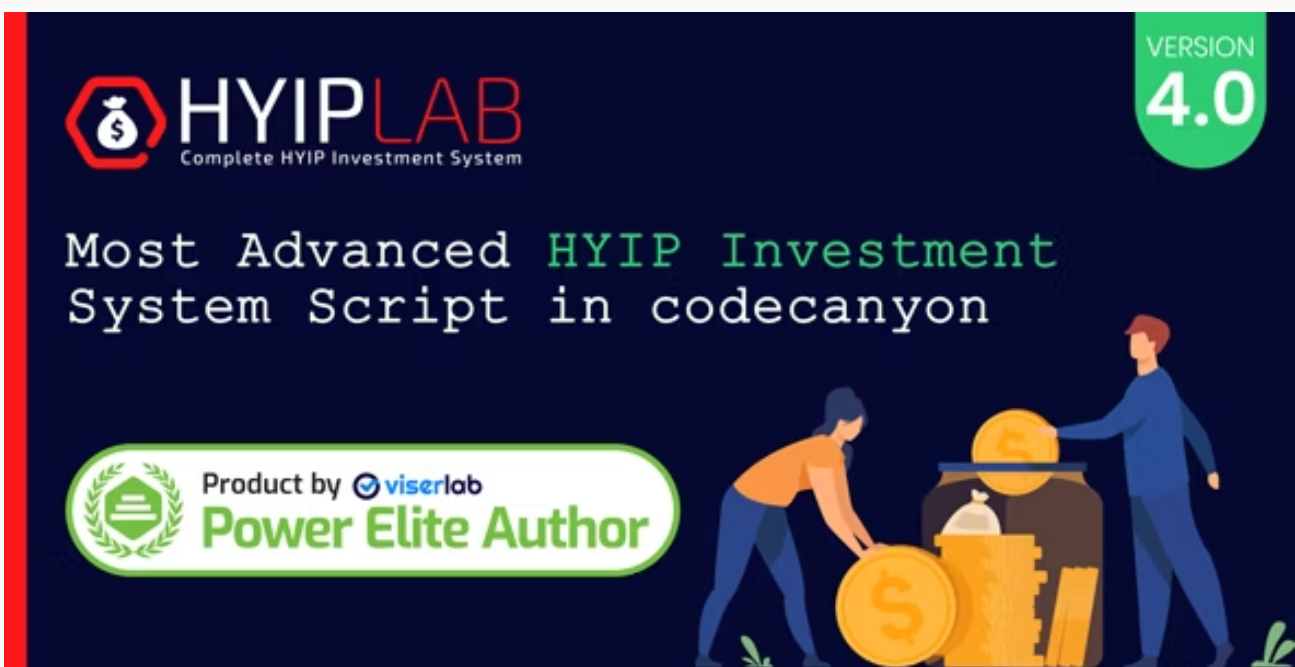 HYIPLAB
Complete HYIP Investment System
VERSION
4.0
Most Advanced HYIP Investment
System Script in codecanyon
Product by viserlab
Power Elite Author
$
$
$